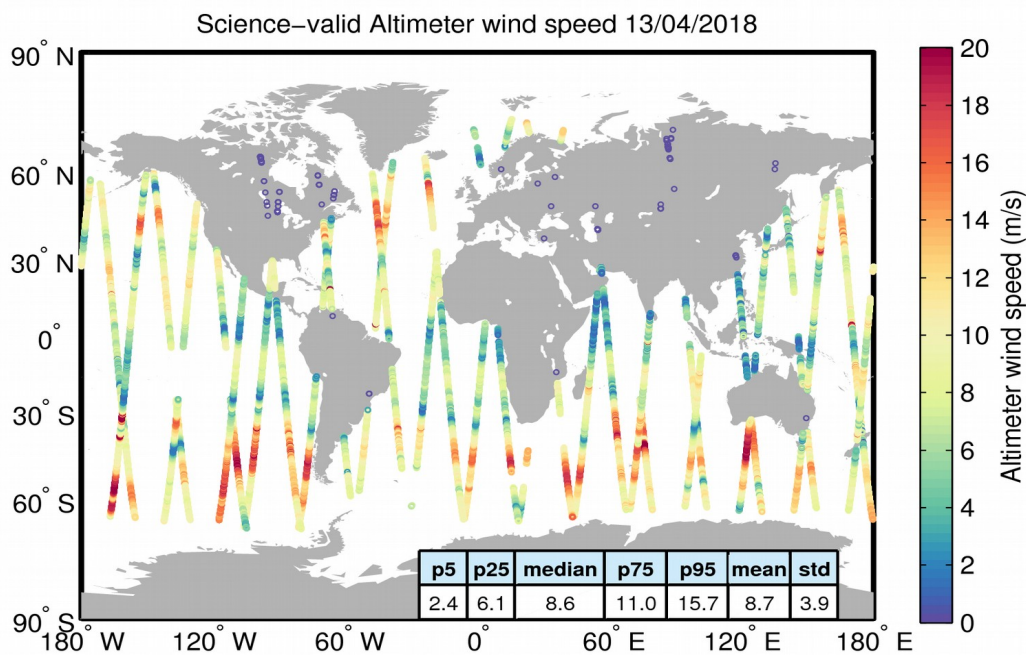 Science−valid Altimeter wind speed 13/04/2018
90° N
60° N
30° N
0°
30° S
60° S
90° S
180° W
120° W
60° W
0°
60° E
120° E
180° E
p5 p25 median p75 p95 mean std
2.4 6.1 8.6 11.0 15.7 8.7 3.9
20
18
16
14
12
10
8
6
4
2
0
Altimeter wind speed (m/s)